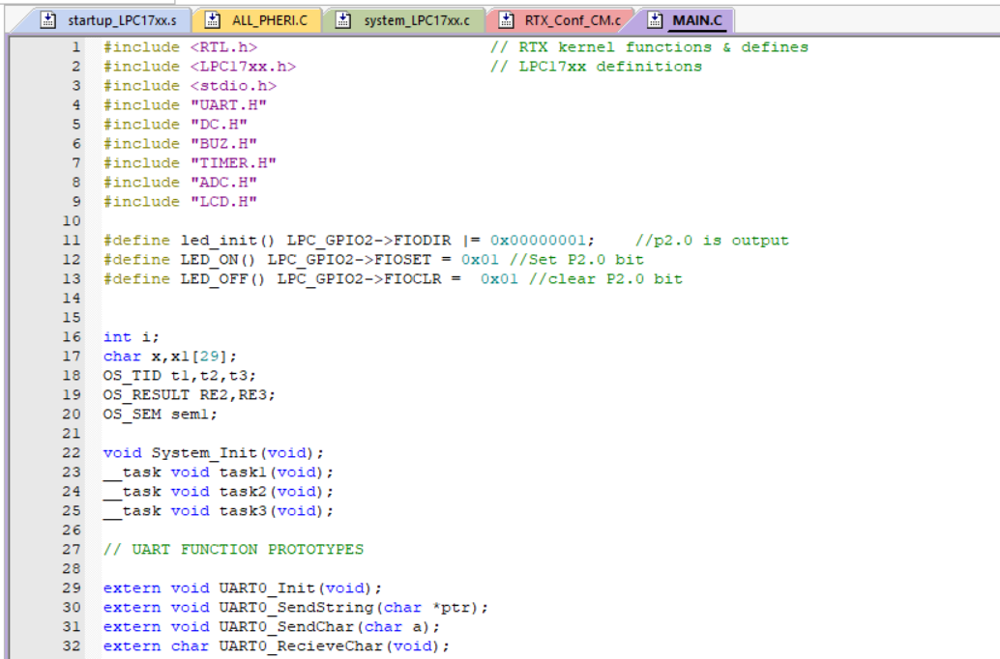 startup_LPC17xx.s ALL_PHERI.C system_LPC17xx.c RTX_Conf_CM.c MAIN.C
1 #include <RTL.h> // RTX kernel functions & defines
2 #include <LPC17xx.h> // LPC17xx definitions
3 #include <stdio.h>
4 #include "UART.H"
5 #include "DC.H"
6 #include "BUZ.H"
7 #include "TIMER.H"
8 #include "ADC.H"
9 #include "LCD.H"
10
11 #define led_init() LPC_GPIO2->FIODIR |= 0x00000001; //p2.0 is output
12 #define LED_ON() LPC_GPIO2->FIOSET = 0x01 //Set P2.0 bit
13 #define LED_OFF() LPC_GPIO2->FIOCLR = 0x01 //clear P2.0 bit
14
15
16 int i;
17 char x,x1[29];
18 OS_TID t1,t2,t3;
19 OS_RESULT RE2,RE3;
20 OS_SEM sem1;
21
22 void System_Init(void);
23 __task void task1(void);
24 __task void task2(void);
25 __task void task3(void);
26
27 // UART FUNCTION PROTOTYPES
28
29 extern void UART0_Init(void);
30 extern void UART0_SendString(char *ptr);
31 extern void UART0_SendChar(char a);
32 extern char UART0_RecieveChar(void);